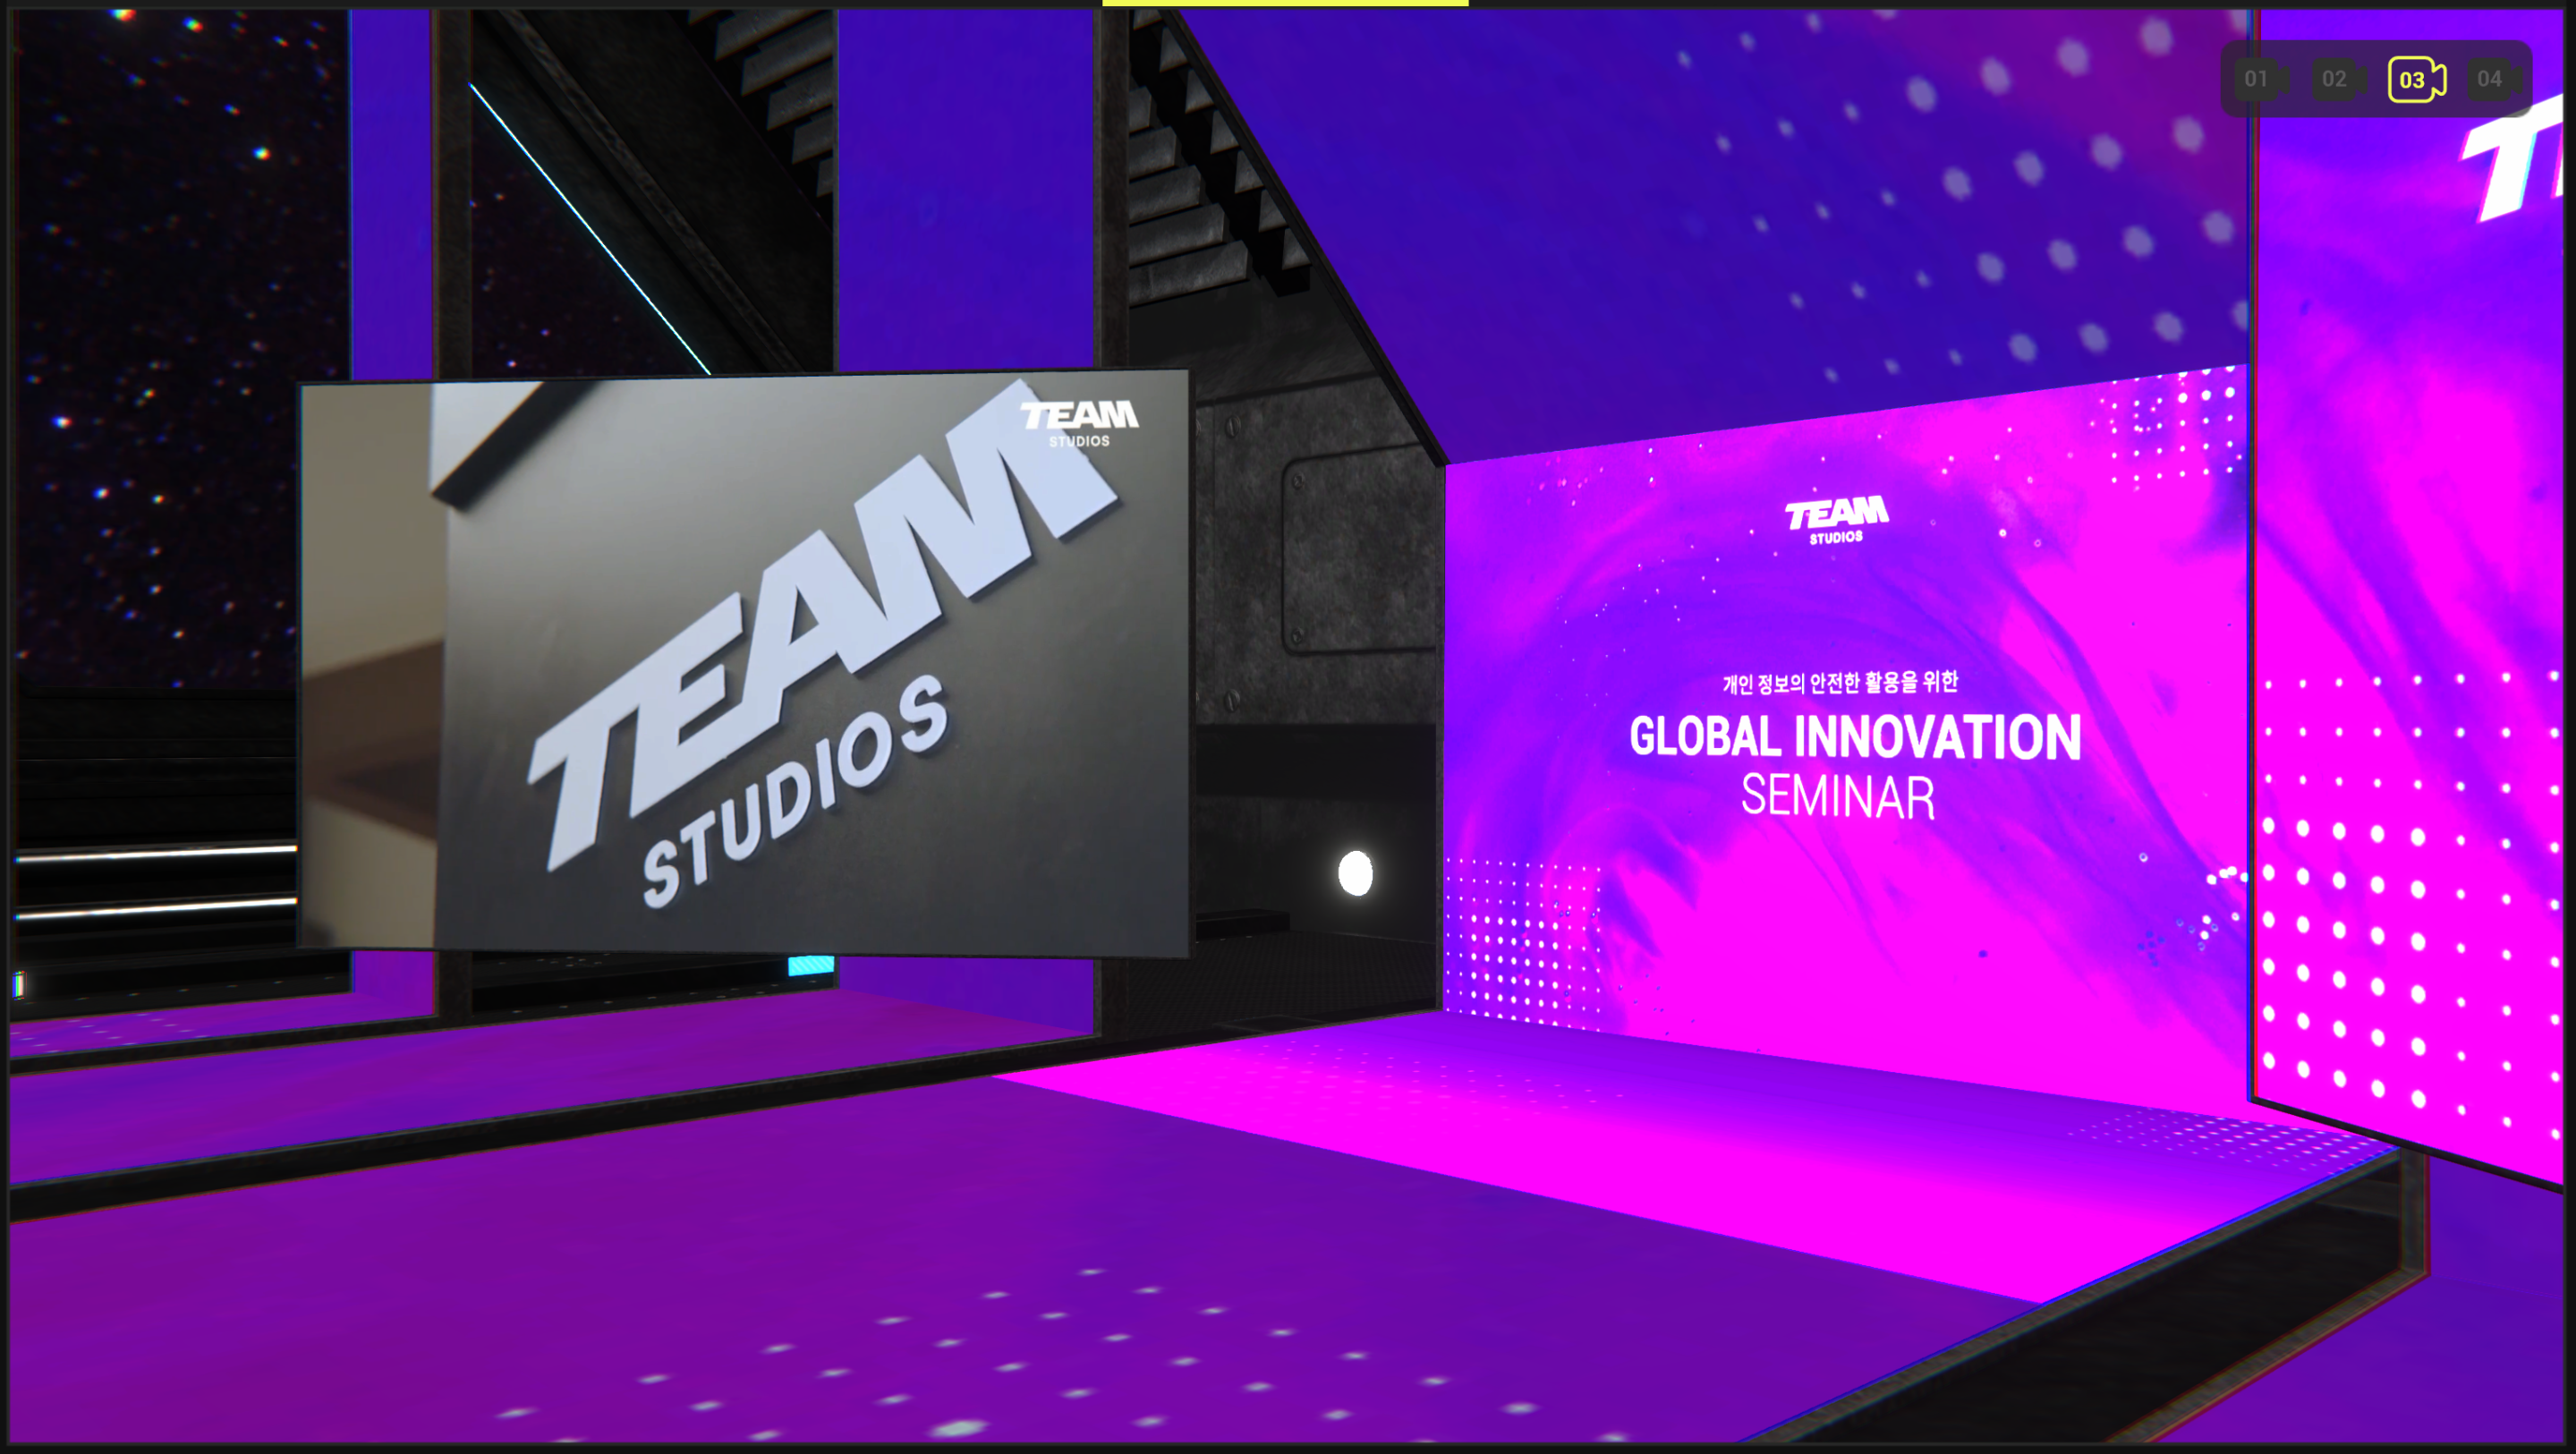 01 02 03 04
TEAM
STUDIOS
TEAM
STUDIOS
TEAM
STUDIOS
개인 정보의 안전한 활용을 위한
GLOBAL INNOVATION
SEMINAR
T